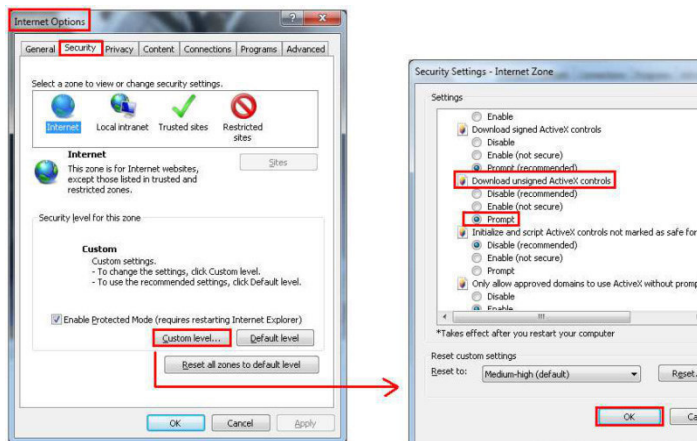 Internet Options
General Security Privacy Content Connections Programs Advanced
Select a zone to view or change security settings.
Internet Local intranet Trusted sites Restricted
sites
Internet
This zone is for Internet websites,
except those listed in trusted and
restricted zones.
Sites
Security level for this zone
Custom
Custom settings.
- To change the settings, click Custom level.
- To use the recommended settings, click Default level.
Enable Protected Mode (requires restarting Internet Explorer)
Custom level... Default level
Reset all zones to default level
OK Cancel Apply
Security Settings - Internet Zone
Settings
Enable
Download signed ActiveX controls
Disable
Enable (not secure)
Prompt (recommended)
Download unsigned ActiveX controls
Disable (recommended)
Enable (not secure)
Prompt
Initialize and script ActiveX controls not marked as safe for
Disable (recommended)
Enable (not secure)
Prompt
Only allow approved domains to use ActiveX without promp
Disable
Enable
*Takes effect after you restart your computer
Reset custom settings
Reset to: Medium-high (default) Reset.
OK Ca